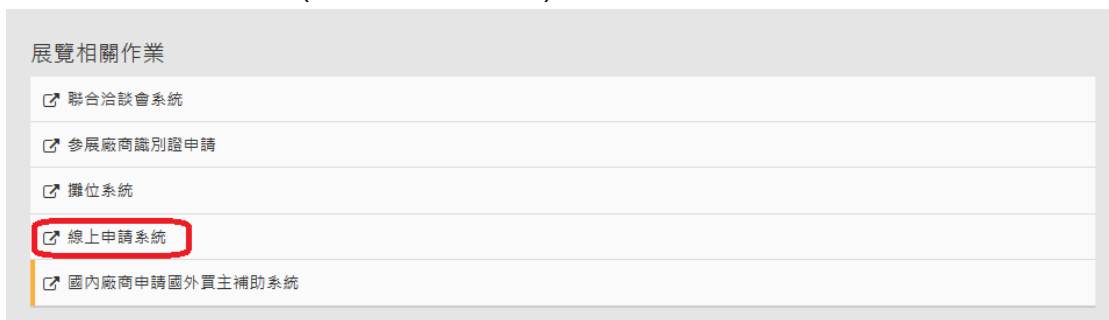 展覽相關作業
聯合洽談會系統
參展廠商識別證申請
攤位系統
線上申請系統
國內廠商申請國外買主補助系統